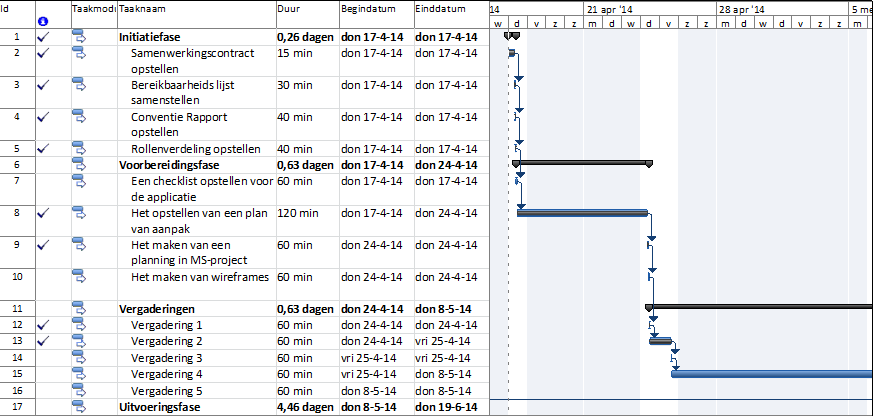 Id Taakmodu Taaknaam Duur Begindatum Einddatum 14 21 apr '14 28 apr '14 5 me
w d v z z m d w d v z z m d w d v z z m
1 Initiatiefase 0,26 dagen don 17-4-14 don 17-4-14
2 Samenwerkingscontract opstellen 15 min don 17-4-14 don 17-4-14
3 Bereikbaarheids lijst samenstellen 30 min don 17-4-14 don 17-4-14
4 Conventie Rapport opstellen 40 min don 17-4-14 don 17-4-14
5 Rollenverdeling opstellen 40 min don 17-4-14 don 17-4-14
6 Voorbereidingsfase 0,63 dagen don 17-4-14 don 24-4-14
7 Een checklist opstellen voor de applicatie 60 min don 17-4-14 don 17-4-14
8 Het opstellen van een plan van aanpak 120 min don 17-4-14 don 24-4-14
9 Het maken van een planning in MS-project 60 min don 24-4-14 don 24-4-14
10 Het maken van wireframes 60 min don 24-4-14 don 24-4-14
11 Vergaderingen 0,63 dagen don 24-4-14 don 8-5-14
12 Vergadering 1 60 min don 24-4-14 don 24-4-14
13 Vergadering 2 60 min don 24-4-14 vri 25-4-14
14 Vergadering 3 60 min vri 25-4-14 vri 25-4-14
15 Vergadering 4 60 min vri 25-4-14 don 8-5-14
16 Vergadering 5 60 min don 8-5-14 don 8-5-14
17 Uitvoeringsfase 4,46 dagen don 8-5-14 don 19-6-14